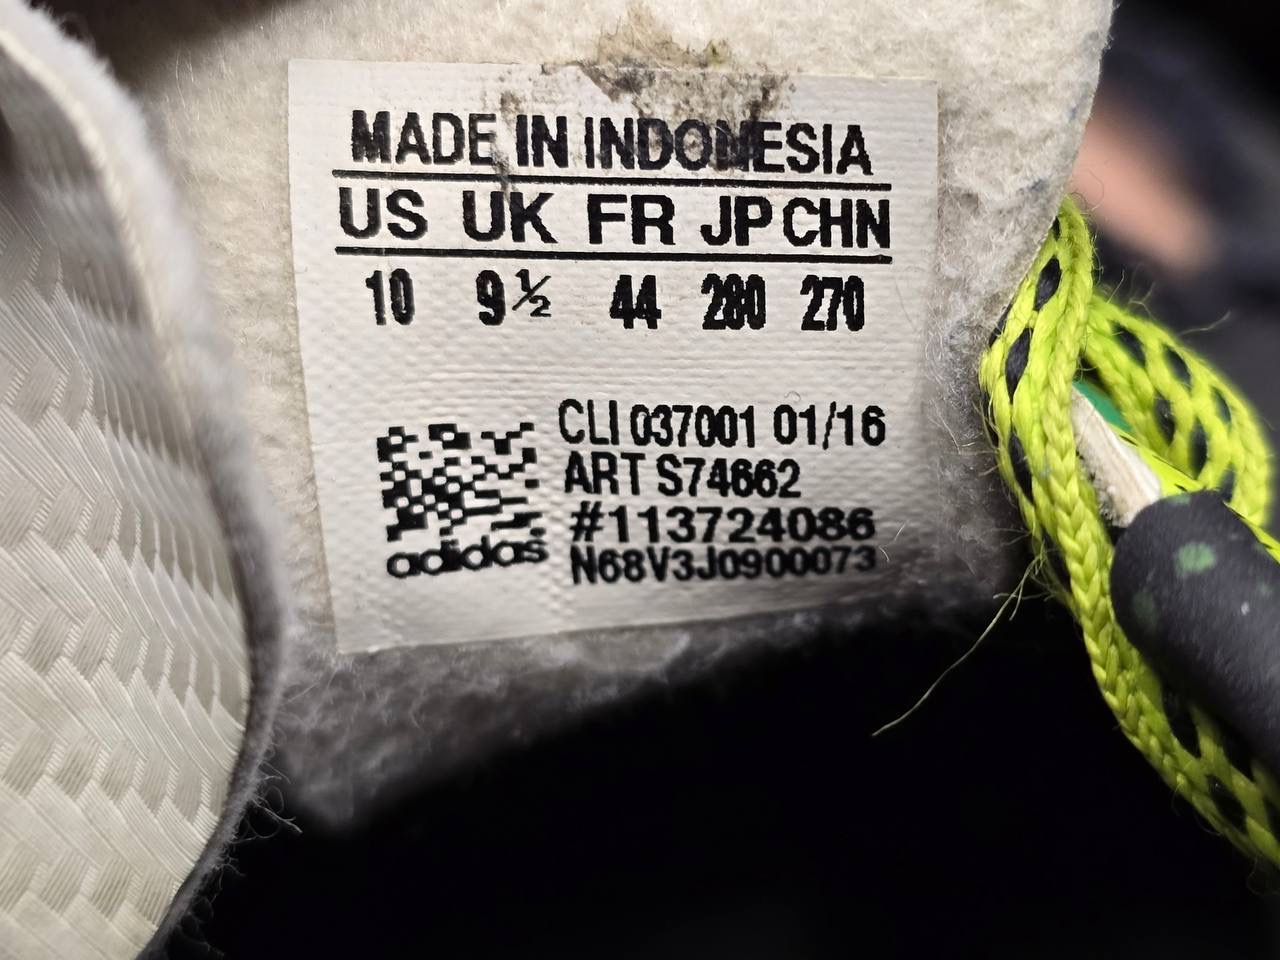 MADE IN INDONESIA
US UK FR JP CHN
10 9½ 44 280 270
CLI 037001 01/16
ART S74662
#113724086
adidas N68V3J0900073